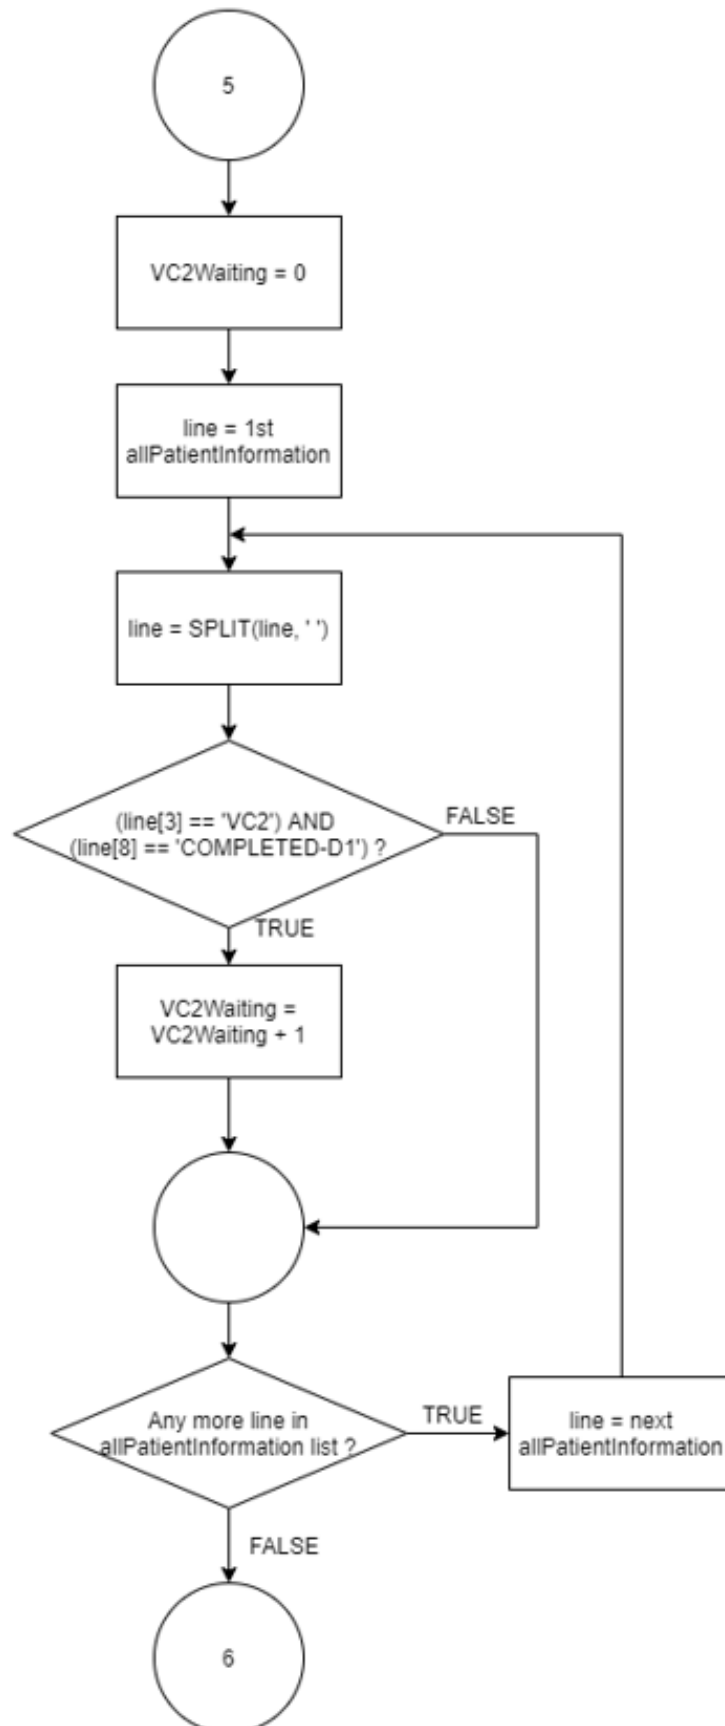 5
VC2Waiting = 0
line = 1st
allPatientInformation
line = SPLIT(line, ' ')
(line[3] == 'VC2') AND
(line[8] == 'COMPLETED-D1') ?
FALSE
TRUE
VC2Waiting =
VC2Waiting + 1
Any more line in
allPatientInformation list ?
TRUE
line = next
allPatientInformation
FALSE
6